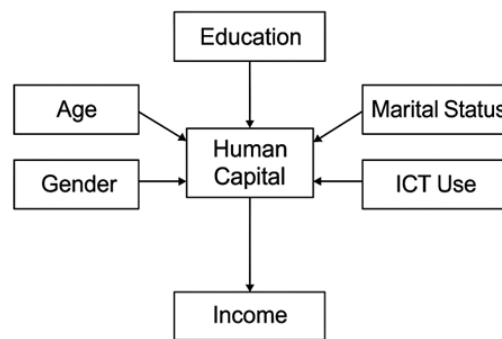 Education
Age
Marital Status
Human
Capital
Gender
ICT Use
Income